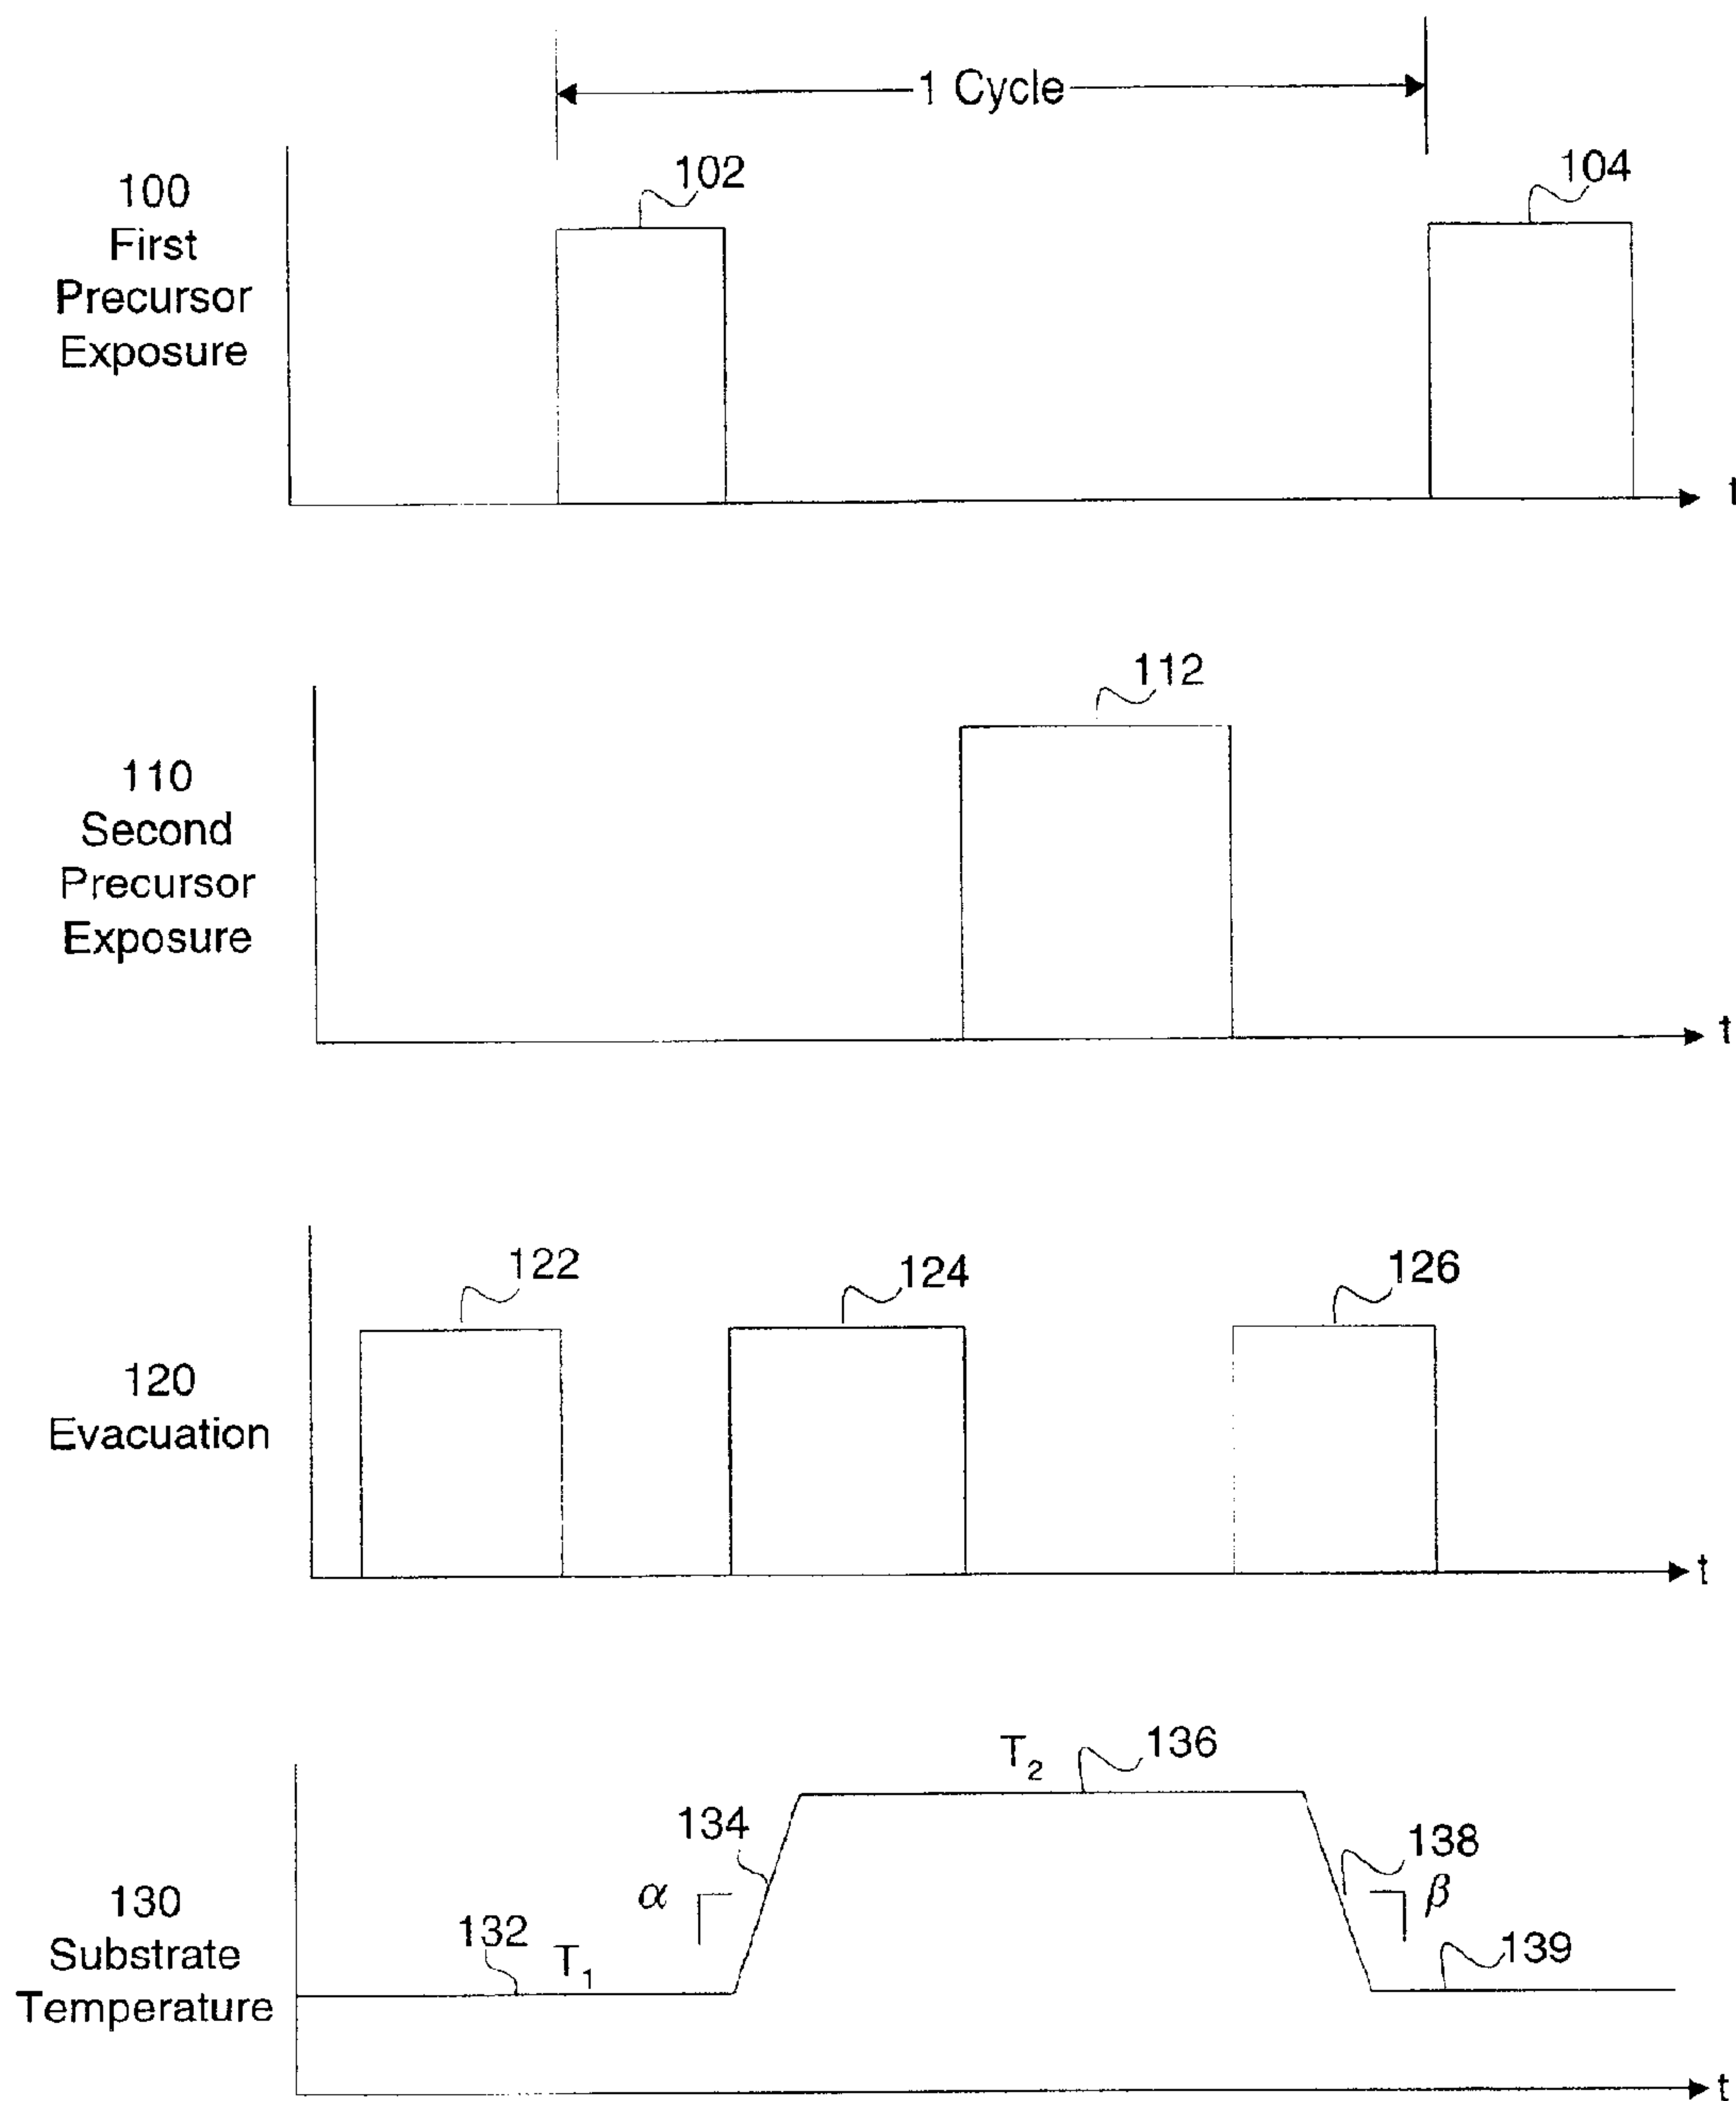 1 Cycle
100
First
Precursor
Exposure
102
104
t
110
Second
Precursor
Exposure
112
t
120
Evacuation
122
124
126
t
130
Substrate
Temperature
132
T1
134
α
T2
136
138
β
139
t